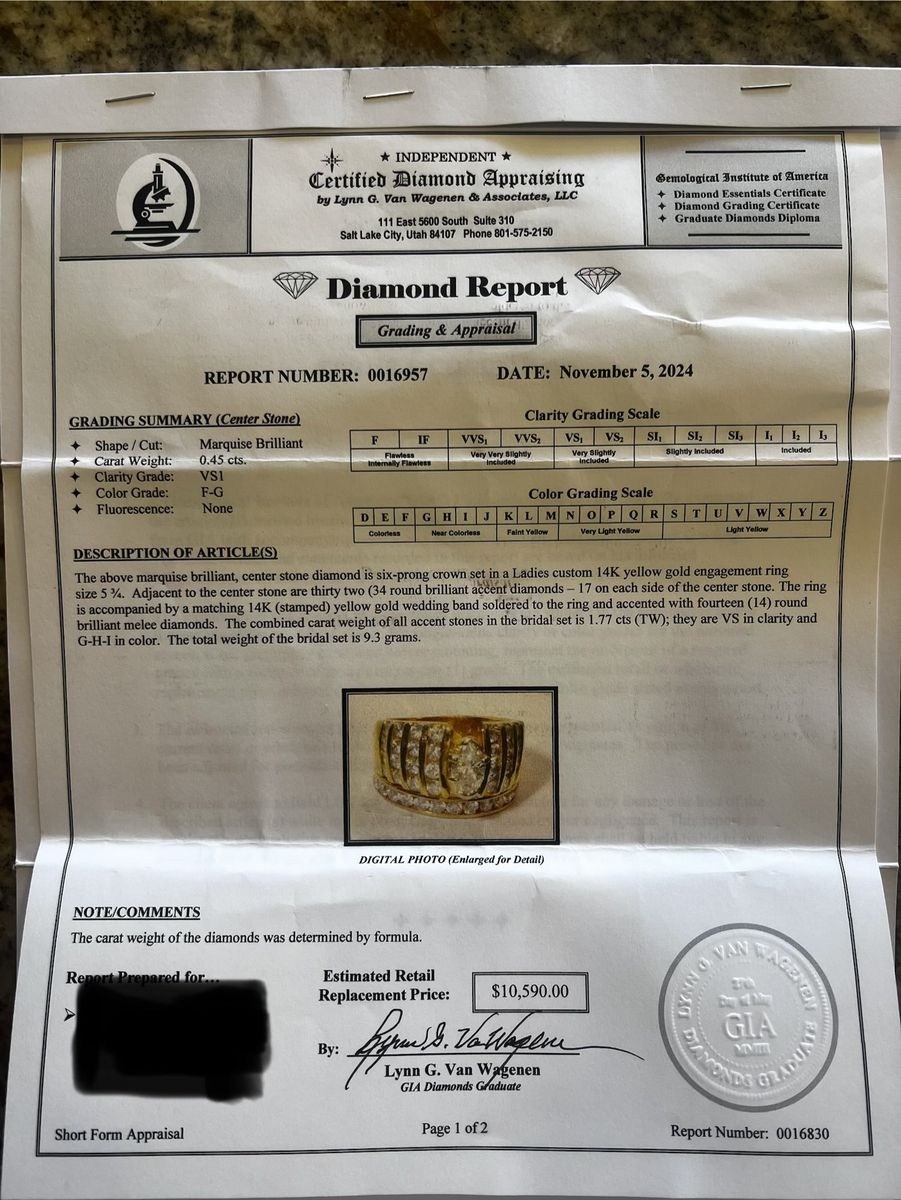 ★ INDEPENDENT ★
Certified Diamond Appraising
by Lynn G. Van Wagenen & Associates, LLC
111 East 5600 South Suite 310
Salt Lake City, Utah 84107 Phone 801-575-2150
Gemological Institute of America
✦ Diamond Essentials Certificate
✦ Diamond Grading Certificate
✦ Graduate Diamonds Diploma
Diamond Report
Grading & Appraisal
REPORT NUMBER: 0016957 DATE: November 5, 2024
GRADING SUMMARY (Center Stone)
✦ Shape / Cut: Marquise Brilliant
✦ Carat Weight: 0.45 cts.
✦ Clarity Grade: VS1
✦ Color Grade: F-G
✦ Fluorescence: None
Clarity Grading Scale
F IF VVS₁ VVS₂ VS₁ VS₂ SI₁ SI₂ SI₃ I₁ I₂ I₃
Flawless
Internally Flawless
Very Very Slightly
Included
Very Slightly
Included
Slightly Included
Included
Color Grading Scale
D E F G H I J K L M N O P Q R S T U V W X Y Z
Colorless Near Colorless Faint Yellow Very Light Yellow Light Yellow
DESCRIPTION OF ARTICLE(S)
The above marquise brilliant, center stone diamond is six-prong crown set in a Ladies custom 14K yellow gold engagement ring
size 5 ¾. Adjacent to the center stone are thirty two (34 round brilliant accent diamonds – 17 on each side of the center stone. The ring
is accompanied by a matching 14K (stamped) yellow gold wedding band soldered to the ring and accented with fourteen (14) round
brilliant melee diamonds. The combined carat weight of all accent stones in the bridal set is 1.77 cts (TW); they are VS in clarity and
G-H-I in color. The total weight of the bridal set is 9.3 grams.
DIGITAL PHOTO (Enlarged for Detail)
NOTE/COMMENTS
The carat weight of the diamonds was determined by formula.
Report Prepared for...
Estimated Retail
Replacement Price: $10,590.00
By: Lynn G. Van Wagenen
Lynn G. Van Wagenen
GIA Diamonds Graduate
LYNN G. VAN WAGENEN
GIA
MMIII
DIAMONDS GRADUATE
Short Form Appraisal
Page 1 of 2
Report Number: 0016830